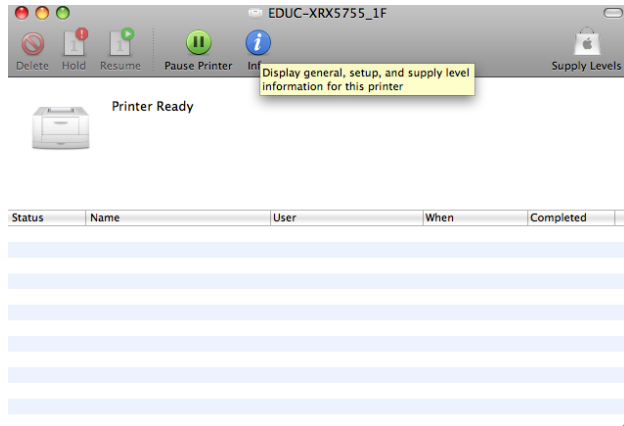 EDUC-XRX5755_1F
Delete Hold Resume Pause Printer Supply Levels
Display general, setup, and supply level
information for this printer
Printer Ready
Status Name User When Completed